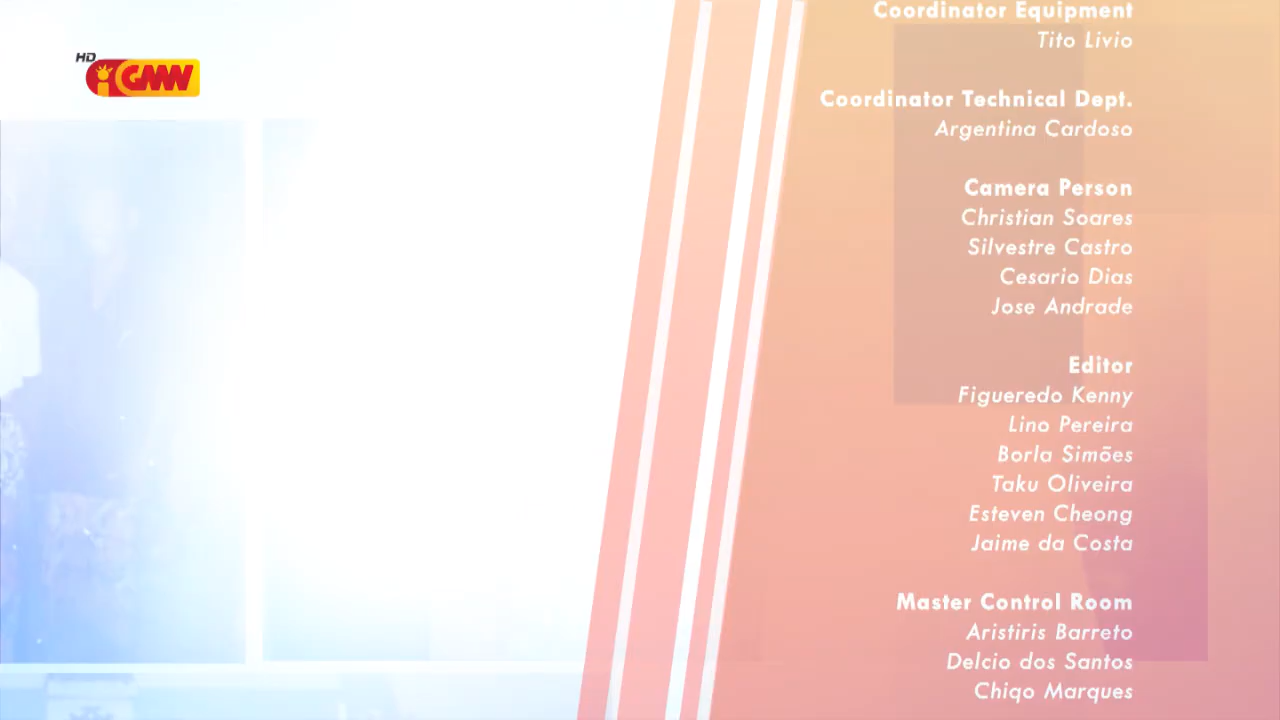 HD
GMN
Coordinator Equipment
Tito Livio
Coordinator Technical Dept.
Argentina Cardoso
Camera Person
Christian Soares
Silvestre Castro
Cesario Dias
Jose Andrade
Editor
Figueredo Kenny
Lino Pereira
Borla Simões
Taku Oliveira
Esteven Cheong
Jaime da Costa
Master Control Room
Aristiris Barreto
Delcio dos Santos
Chiqo Marques